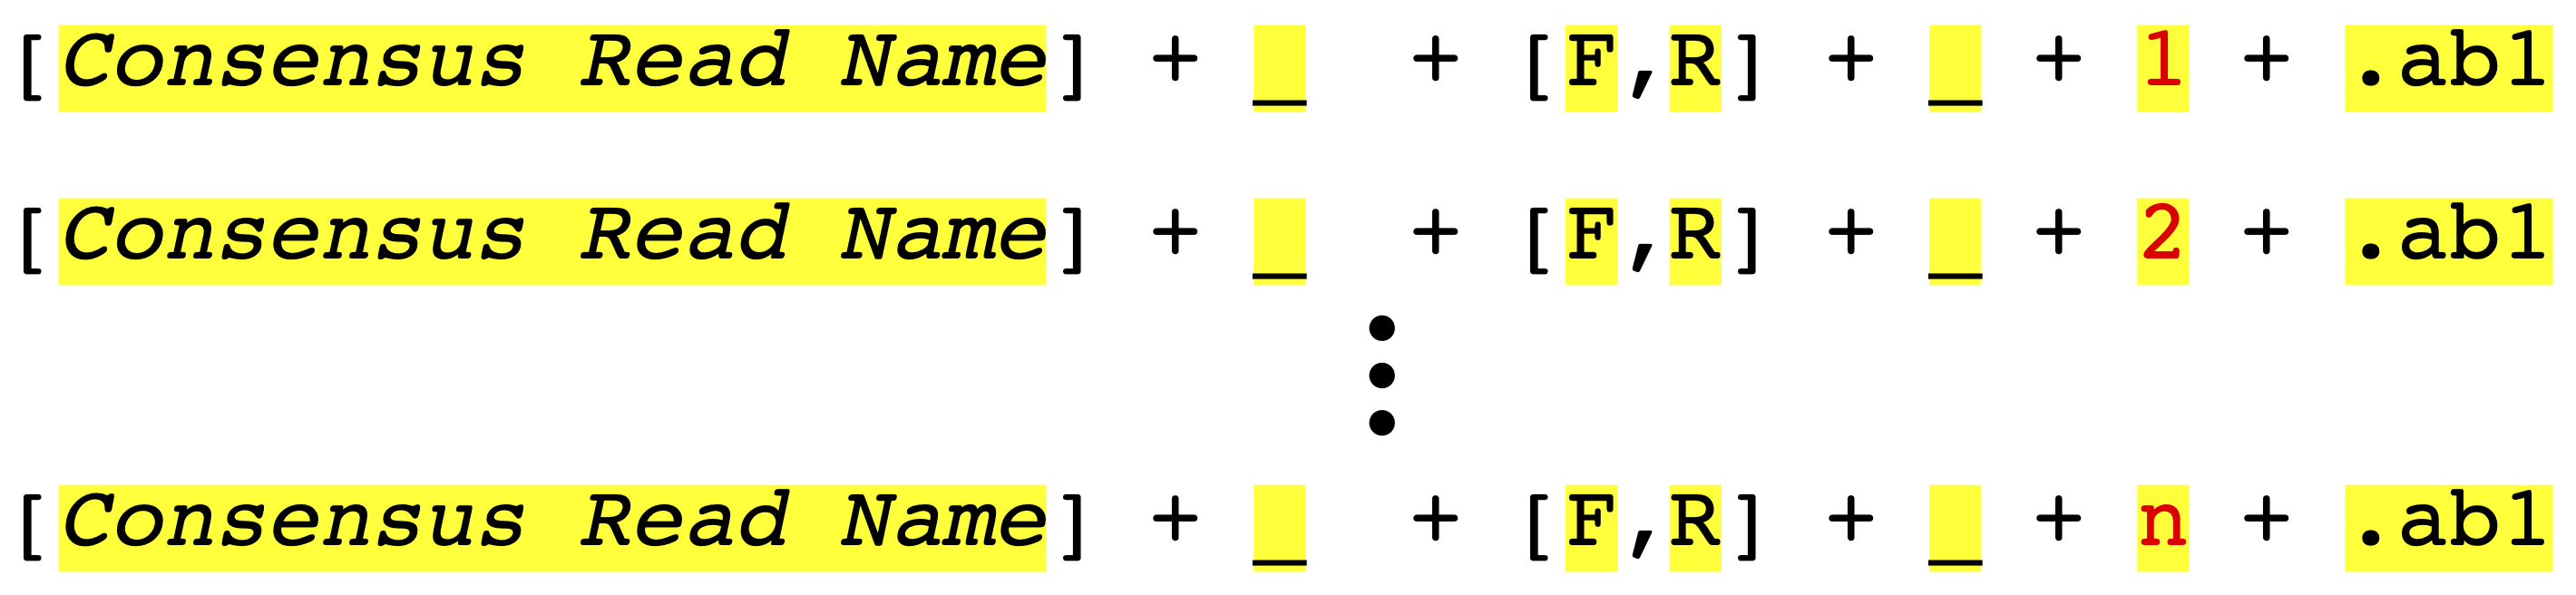 [Consensus Read Name] + _ + [F,R] + _ + 1 + .ab1
[Consensus Read Name] + _ + [F,R] + _ + 2 + .ab1
[Consensus Read Name] + _ + [F,R] + _ + n + .ab1